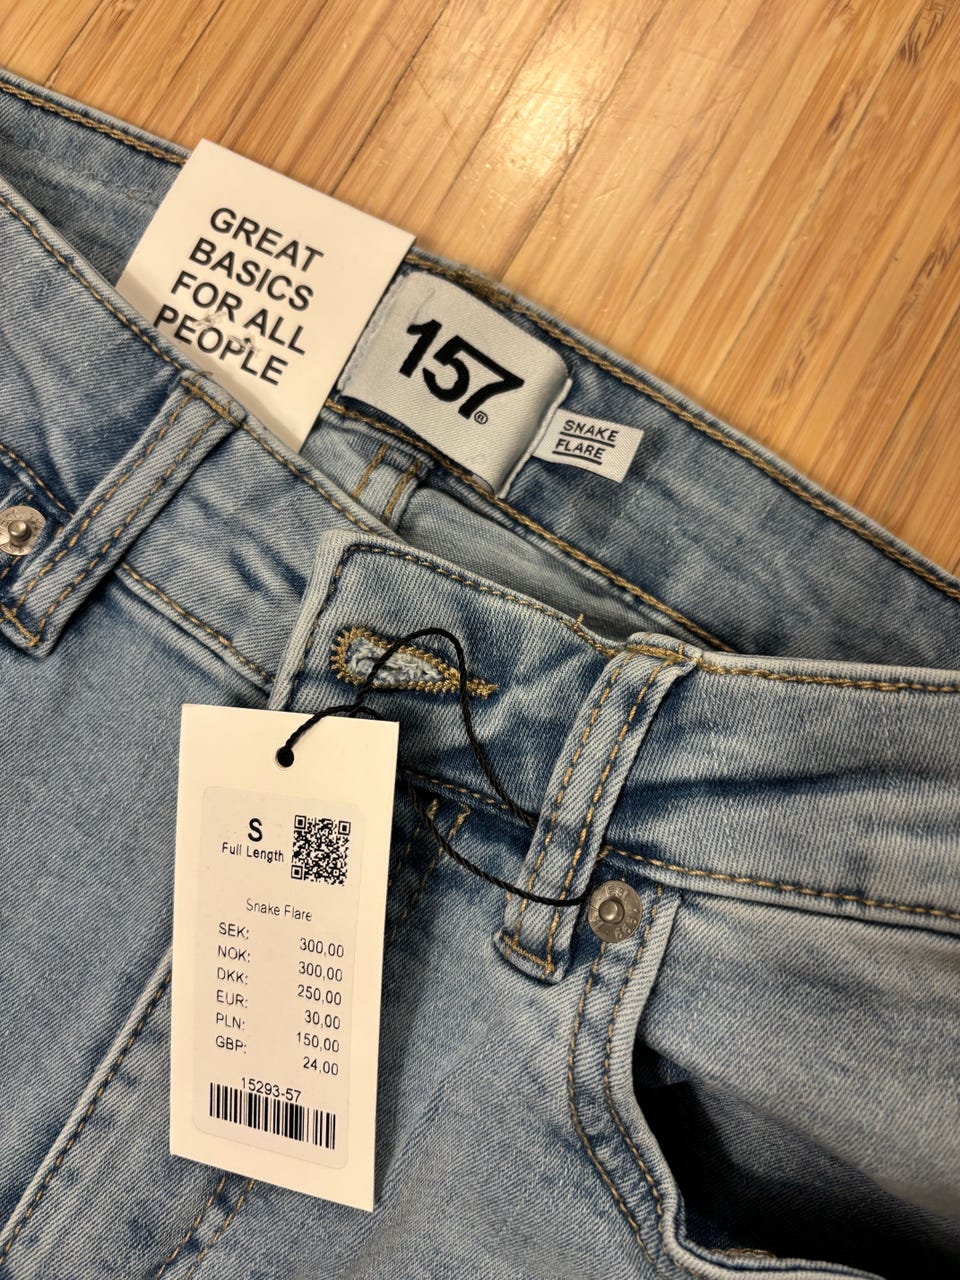 GREAT
BASICS
FOR ALL
PEOPLE
157®
SNAKE
FLARE
S
Full Length
Snake Flare
SEK: 300,00
NOK: 300,00
DKK: 250,00
EUR: 30,00
PLN: 150,00
GBP: 24,00
15293-57